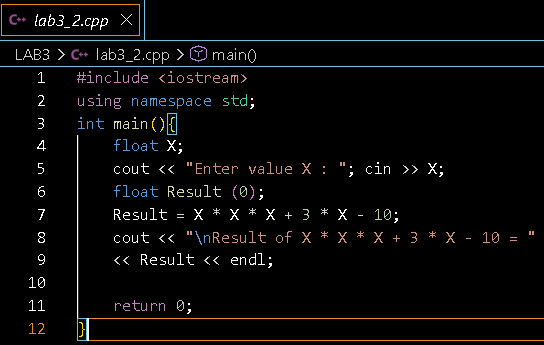 lab3_2.cpp
LAB3 > lab3_2.cpp > main()
1 #include <iostream>
2 using namespace std;
3 int main(){
4 float X;
5 cout << "Enter value X : "; cin >> X;
6 float Result (0);
7 Result = X * X * X + 3 * X - 10;
8 cout << "\nResult of X * X * X + 3 * X - 10 = "
9 << Result << endl;
10
11 return 0;
12 }